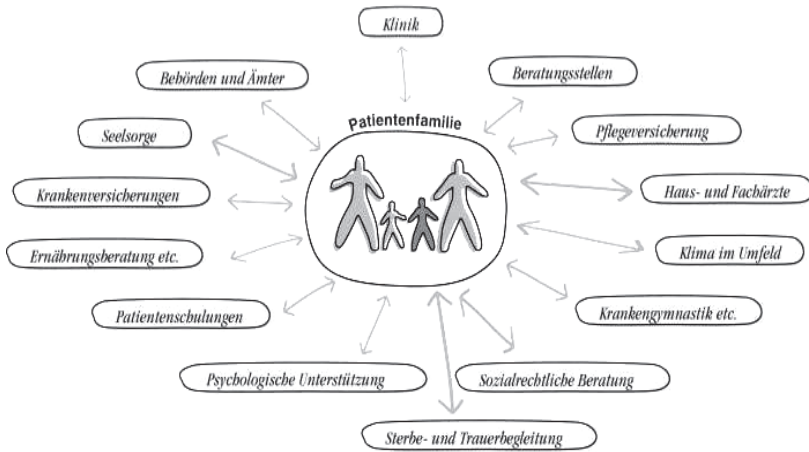 Klinik
Behörden und Ämter
Beratungsstellen
Patientenfamilie
Seelsorge
Pflegeversicherung
Krankenversicherungen
Haus- und Fachärzte
Ernährungsberatung etc.
Klima im Umfeld
Patientenschulungen
Krankengymnastik etc.
Psychologische Unterstützung
Sozialrechtliche Beratung
Sterbe- und Trauerbegleitung